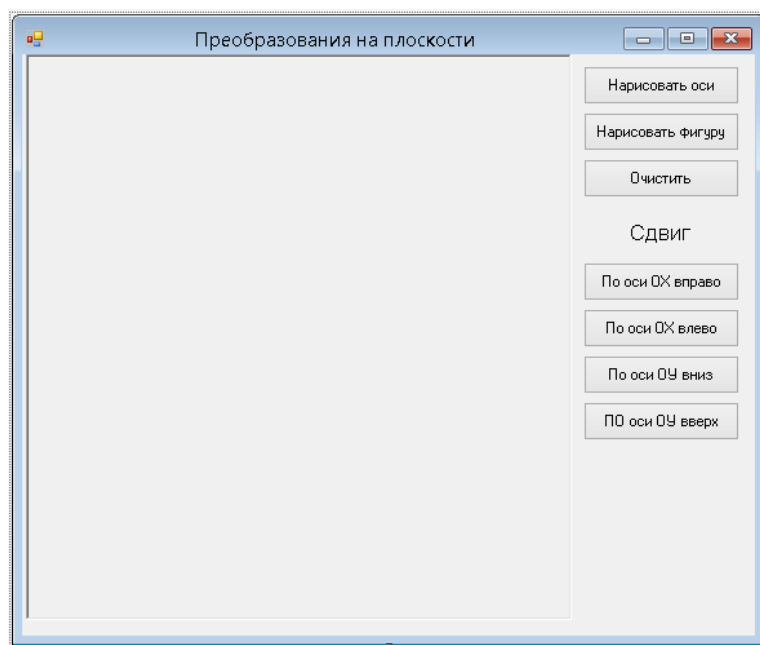 Преобразования на плоскости
Нарисовать оси
Нарисовать фигуру
Очистить
Сдвиг
По оси ОХ вправо
По оси ОХ влево
По оси ОУ вниз
ПО оси ОУ вверх